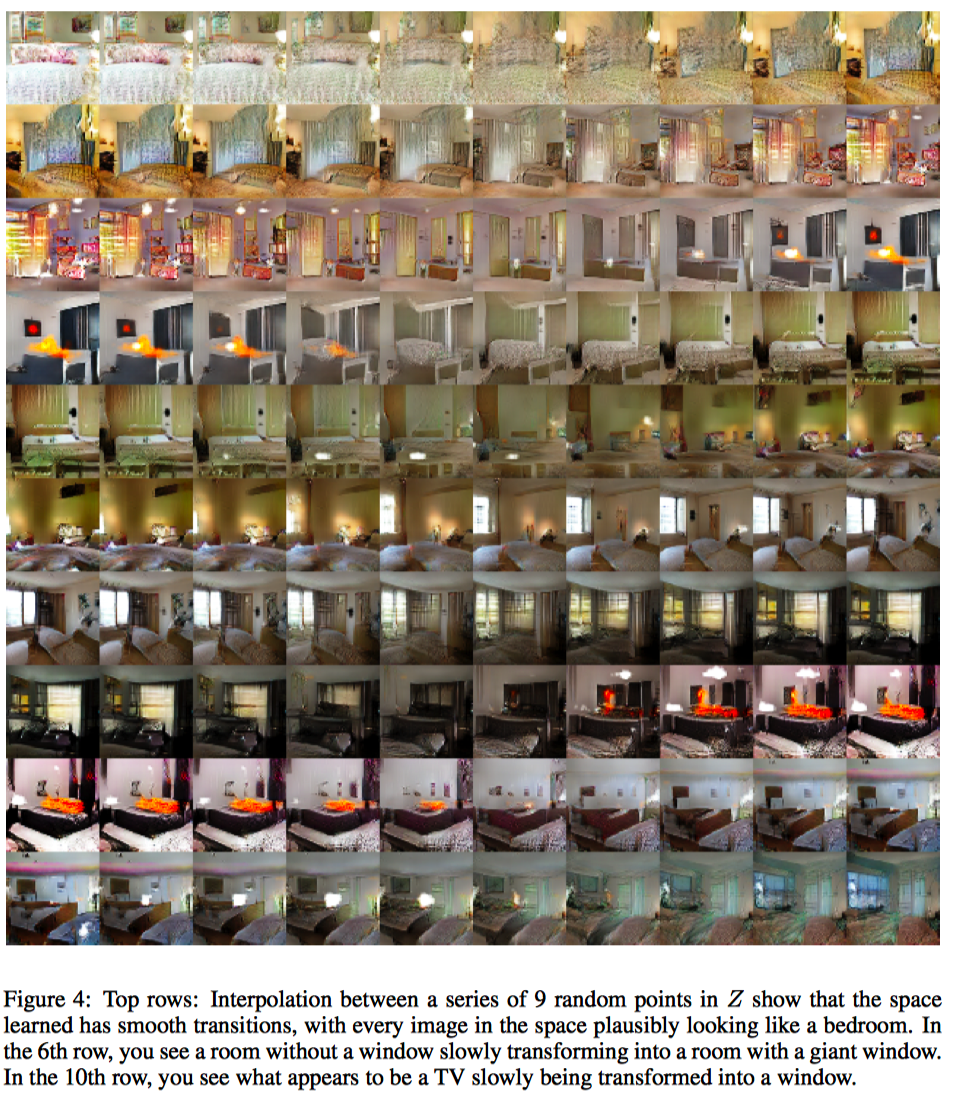 Figure 4: Top rows: Interpolation between a series of 9 random points in Z show that the space
learned has smooth transitions, with every image in the space plausibly looking like a bedroom. In
the 6th row, you see a room without a window slowly transforming into a room with a giant window.
In the 10th row, you see what appears to be a TV slowly being transformed into a window.